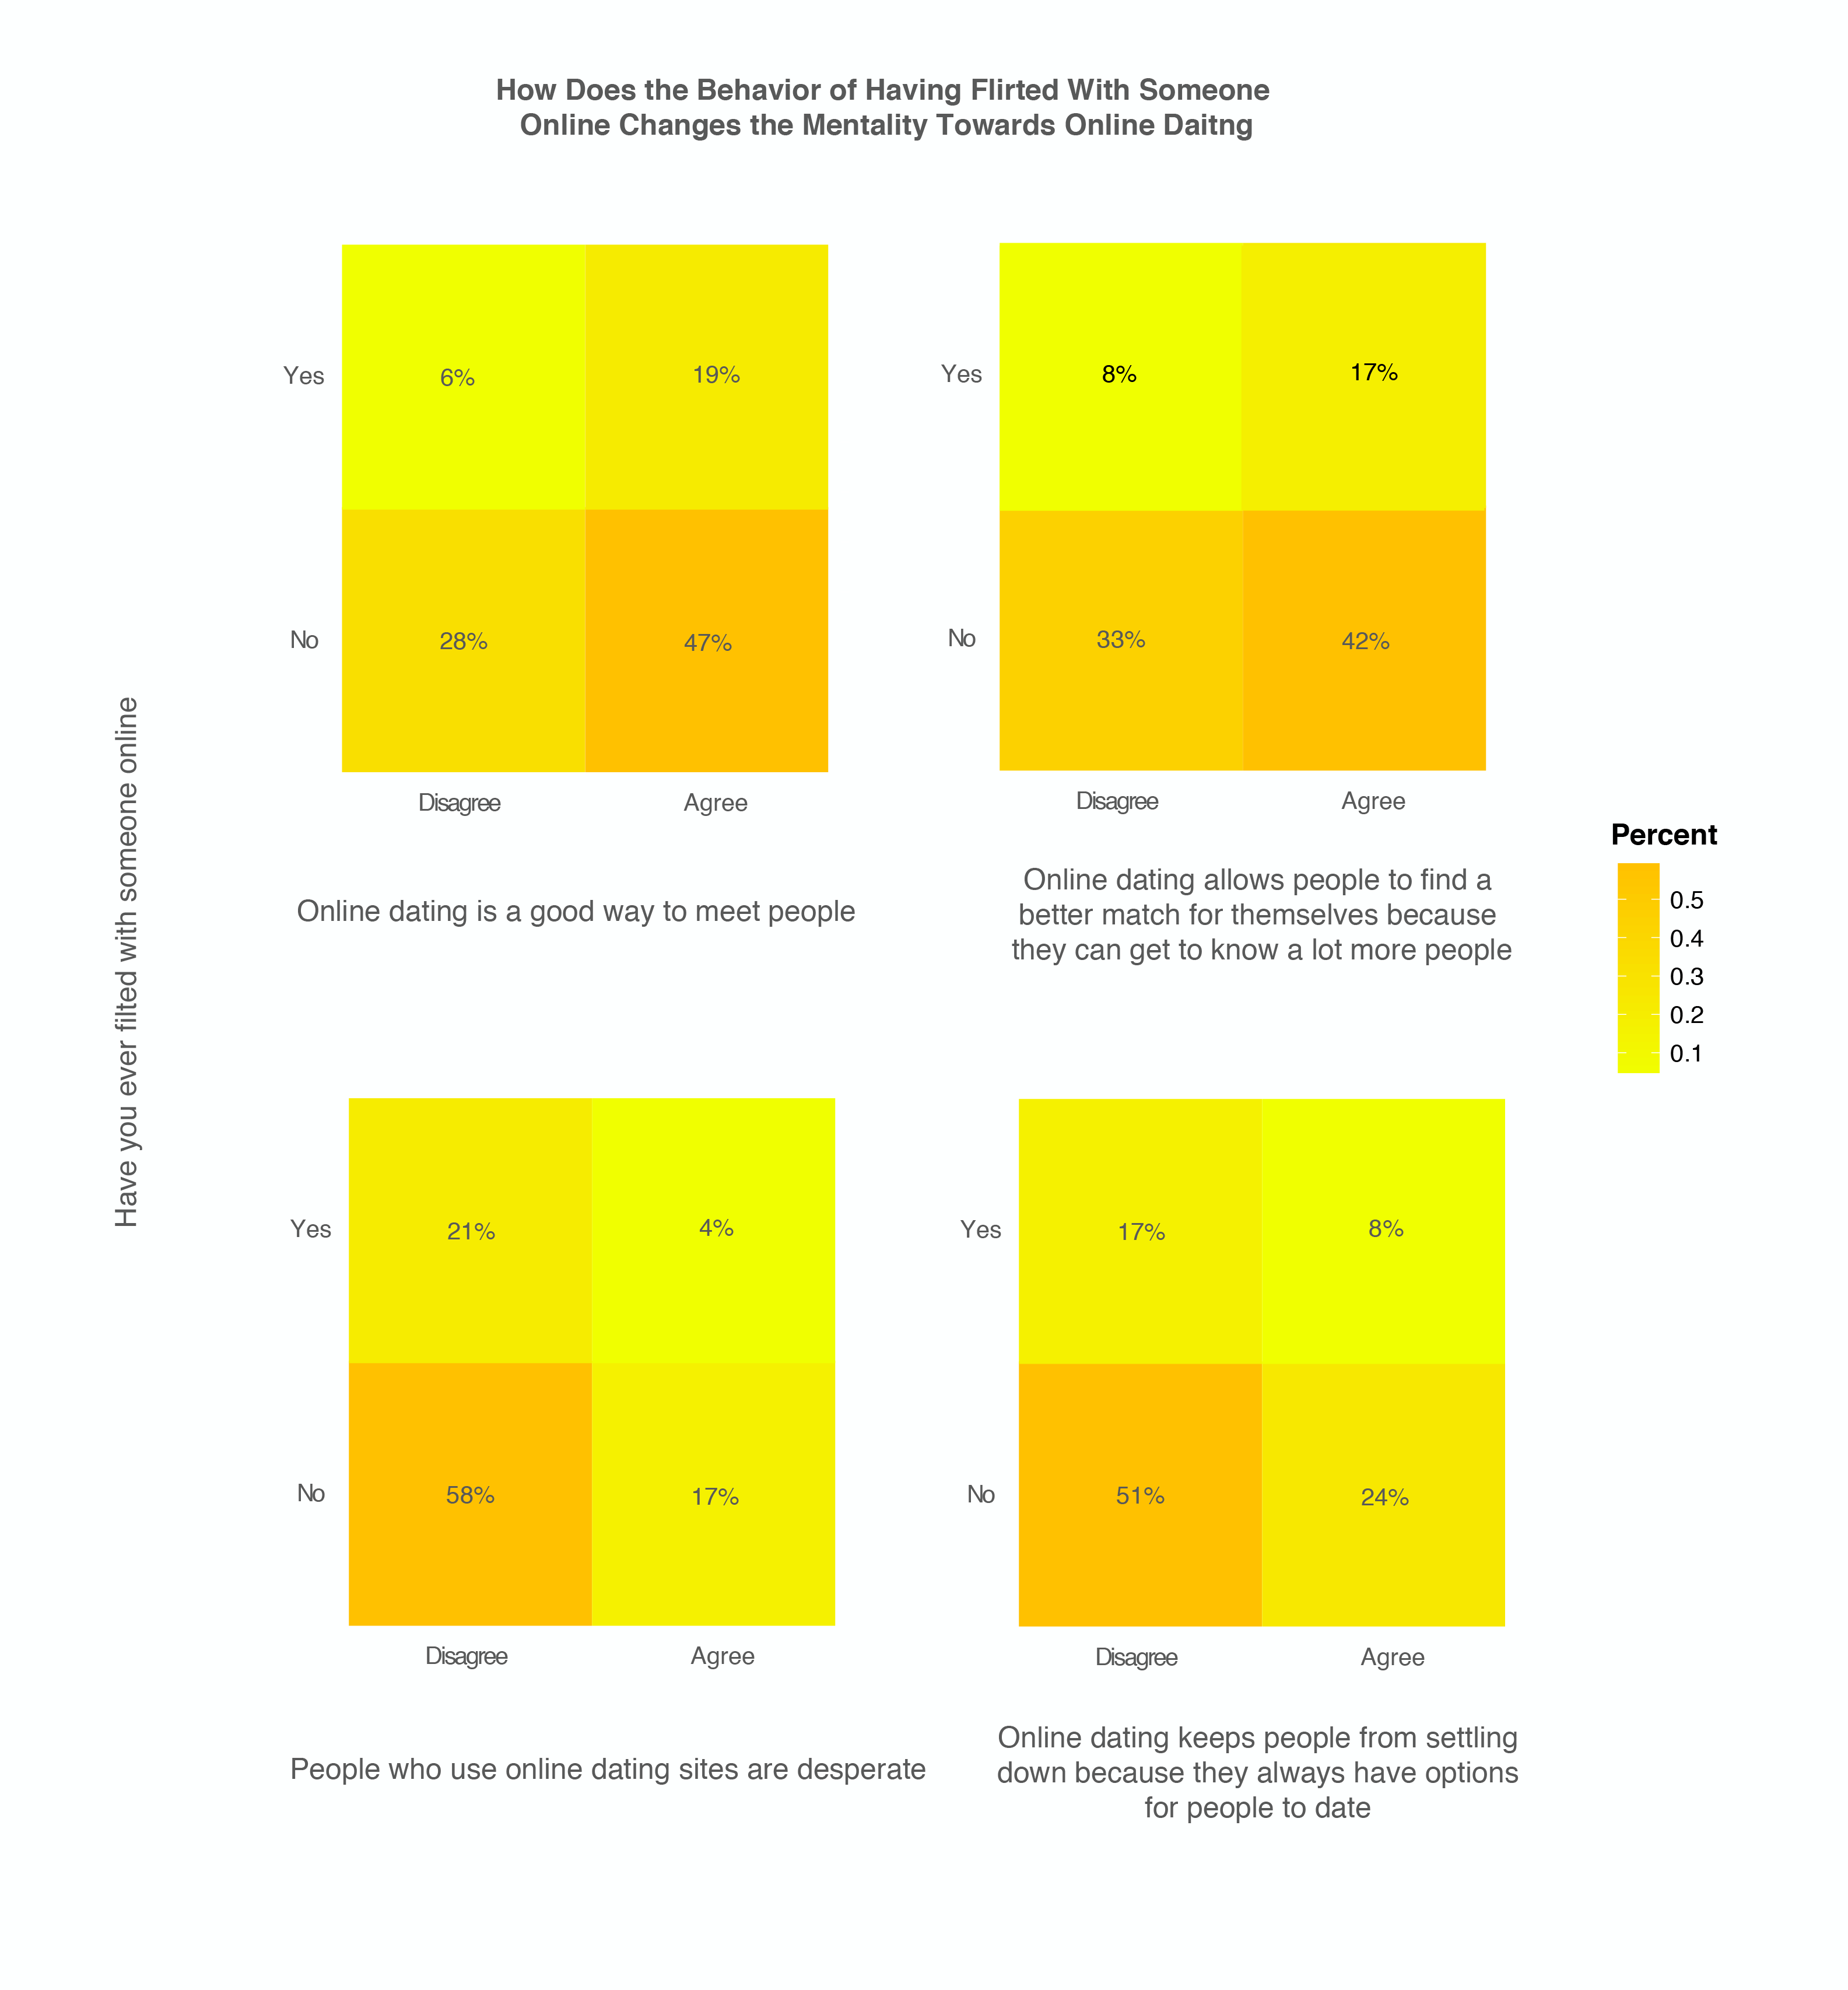 How Does the Behavior of Having Flirted With Someone
Online Changes the Mentality Towards Online Daitng
Have you ever filted with someone online
Yes
6%
19%
No
28%
47%
Disagree
Agree
Online dating is a good way to meet people
Yes
8%
17%
No
33%
42%
Disagree
Agree
Online dating allows people to find a
better match for themselves because
they can get to know a lot more people
Percent
0.5
0.4
0.3
0.2
0.1
Yes
21%
4%
No
58%
17%
Disagree
Agree
People who use online dating sites are desperate
Yes
17%
8%
No
51%
24%
Disagree
Agree
Online dating keeps people from settling
down because they always have options
for people to date